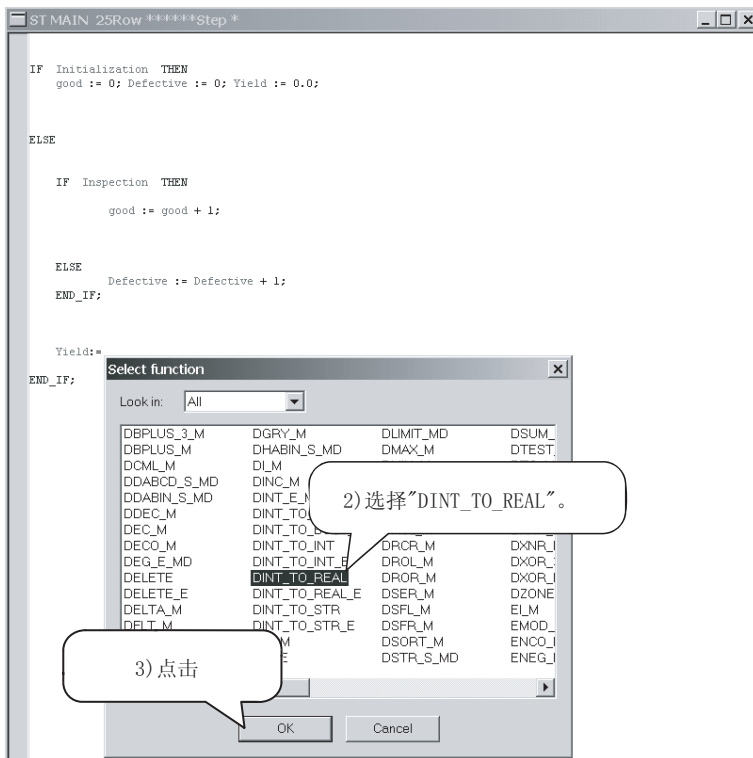 ST MAIN 25Row *******Step *
IF Initialization THEN
good := 0; Defective := 0; Yield := 0.0;
ELSE
IF Inspection THEN
good := good + 1;
ELSE
Defective := Defective + 1;
END_IF;
Yield:=
END_IF;
Select function
Look in: All
DBPLUS_3_M DGRY_M DLIMIT_MD DSUM_
DBPLUS_M DHABIN_S_MD DMAX_M DTEST_
DCML_M DI_M
DDABCD_S_MD DINC_M
DDABIN_S_MD DINT_E_M
DDEC_M DINT_TO_
DEC_M DINT_TO_
DECO_M DINT_TO_INT DRCR_M DXNR_
DEG_E_MD DINT_TO_INT_E DROL_M DXOR_
DELETE DINT_TO_REAL DROR_M DXOR_
DELETE_E DINT_TO_REAL_E DSER_M DZONE
DELTA_M DINT_TO_STR DSFL_M EI_M
DFLT_M DINT_TO_STR_E DSFR_M EMOD_
DSORT_M ENCO_
DSTR_S_MD ENEG_
2)选择"DINT_TO_REAL"。
3)点击
OK Cancel